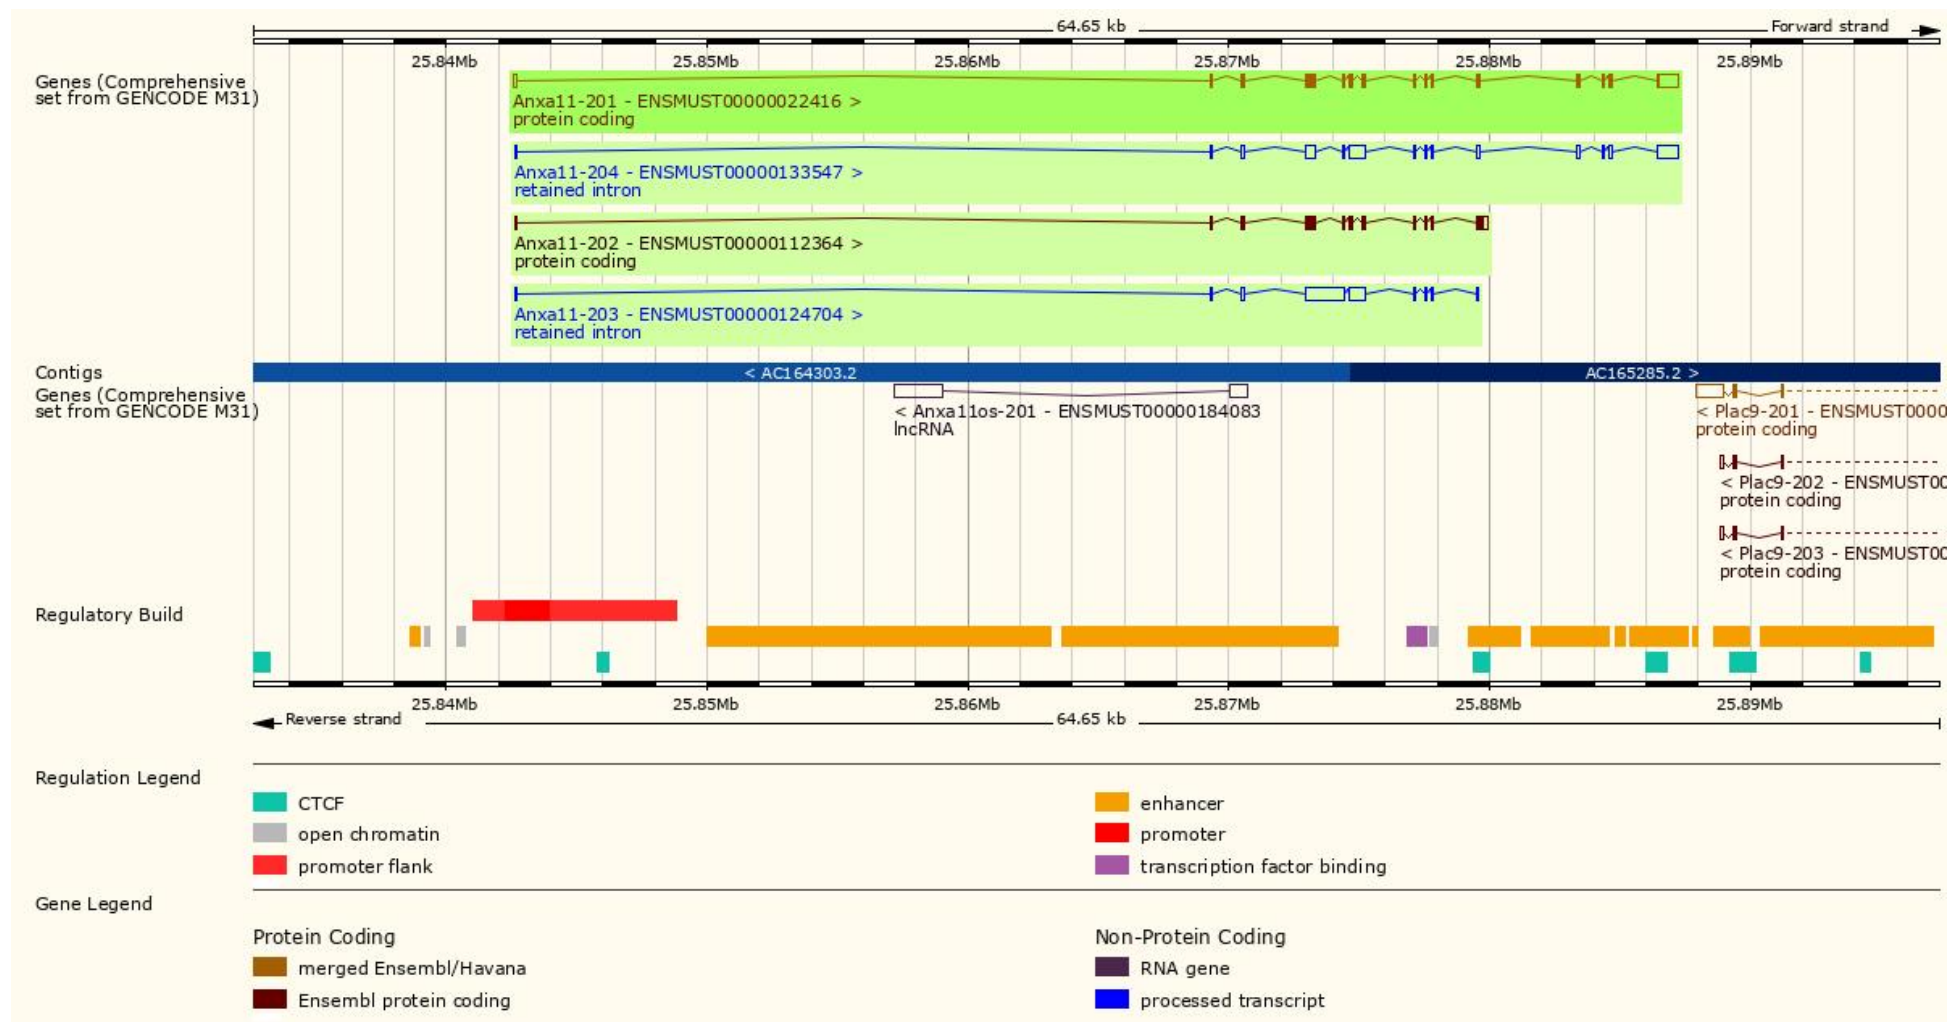 64.65 kb Forward strand
25.84Mb 25.85Mb 25.86Mb 25.87Mb 25.88Mb 25.89Mb
Genes (Comprehensive
set from GENCODE M31)
Anxa11-201 - ENSMUST00000022416 >
protein coding
Anxa11-204 - ENSMUST00000133547 >
retained intron
Anxa11-202 - ENSMUST00000112364 >
protein coding
Anxa11-203 - ENSMUST00000124704 >
retained intron
Contigs < AC164303.2 AC165285.2 >
Genes (Comprehensive
set from GENCODE M31)
< Anxa11os-201 - ENSMUST00000184083
lncRNA
< Plac9-201 - ENSMUST0000
protein coding
< Plac9-202 - ENSMUST00
protein coding
< Plac9-203 - ENSMUST00
protein coding
Regulatory Build
25.84Mb 25.85Mb 25.86Mb 25.87Mb 25.88Mb 25.89Mb
Reverse strand 64.65 kb
Regulation Legend
CTCF enhancer
open chromatin promoter
promoter flank transcription factor binding
Gene Legend
Protein Coding Non-Protein Coding
merged Ensembl/Havana RNA gene
Ensembl protein coding processed transcript